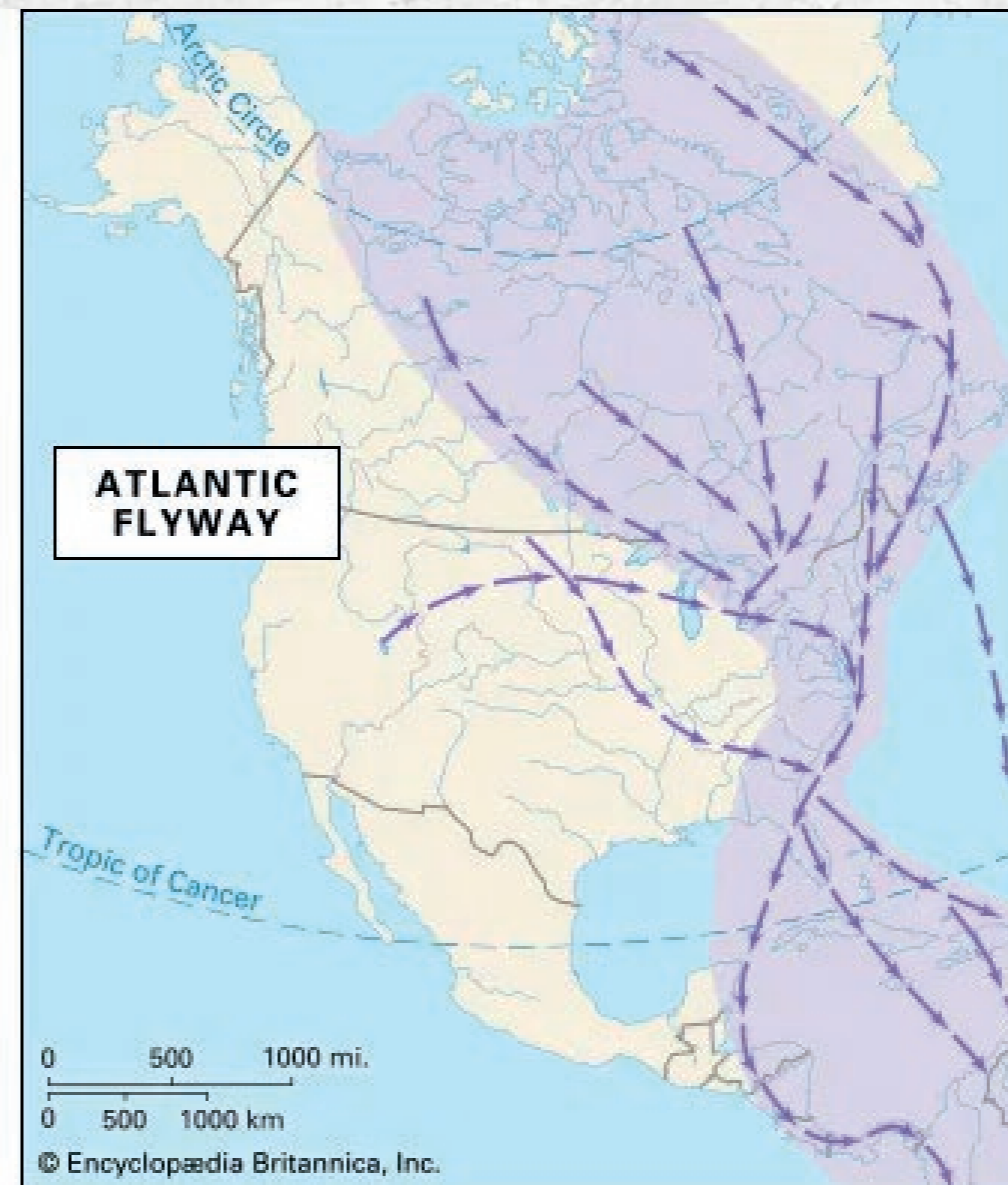 Arctic Circle
ATLANTIC
FLYWAY
Tropic of Cancer
0 500 1000 mi.
0 500 1000 km
© Encyclopædia Britannica, Inc.